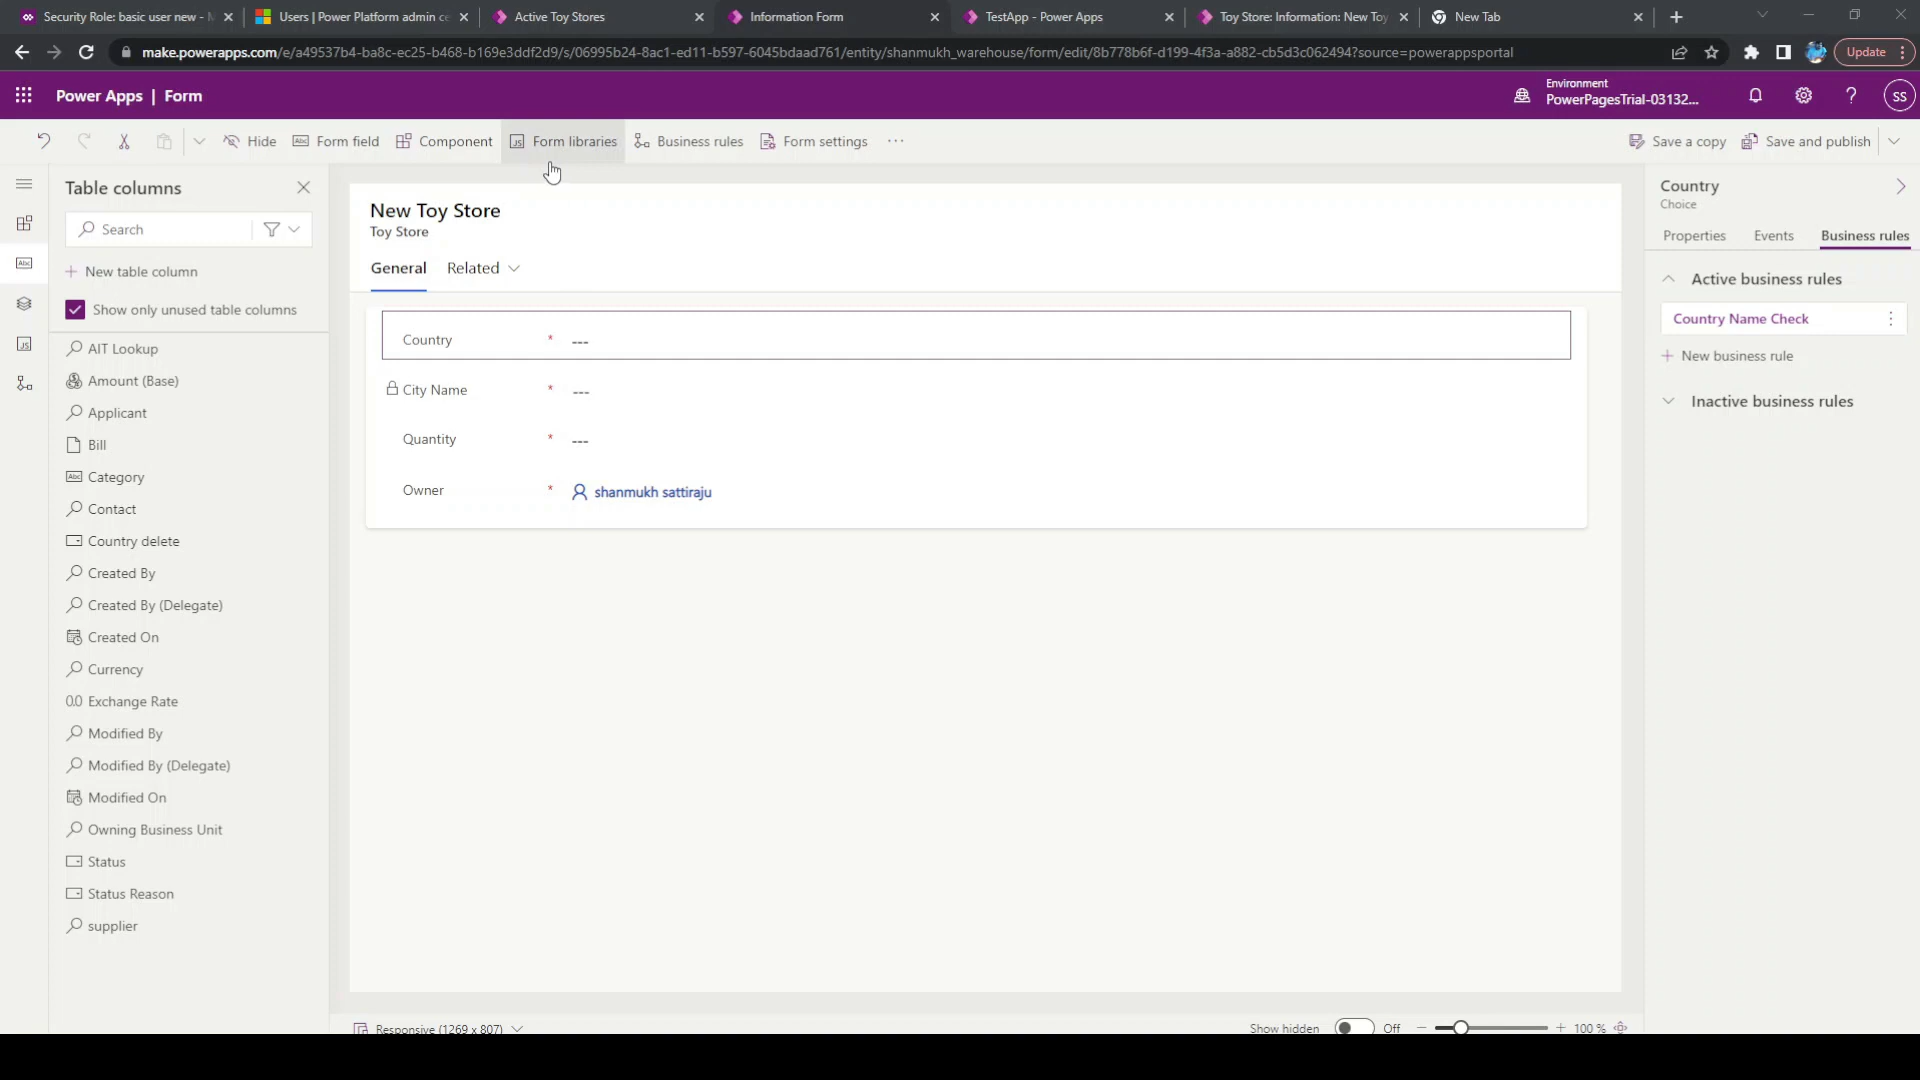 Security Role: basic user new - M
Users | Power Platform admin ce
Active Toy Stores
Information Form
TestApp - Power Apps
Toy Store: Information: New Toy
New Tab
make.powerapps.com/e/a49537b4-ba8c-ec25-b468-b169e3ddf2d9/s/06995b24-8ac1-ed11-b597-6045bdaad761/entity/shanmukh_warehouse/form/edit/8b778b6f-d199-4f3a-a882-cb5d3c062494?source=powerappsportal
Update
Power Apps | Form
Environment
PowerPagesTrial-03132...
SS
Hide
Form field
Component
Form libraries
Business rules
Form settings
Save a copy
Save and publish
Table columns
Search
New table column
Show only unused table columns
AIT Lookup
Amount (Base)
Applicant
Bill
Category
Contact
Country delete
Created By
Created By (Delegate)
Created On
Currency
Exchange Rate
Modified By
Modified By (Delegate)
Modified On
Owning Business Unit
Status
Status Reason
supplier
New Toy Store
Toy Store
General
Related
Country * ---
City Name * ---
Quantity * ---
Owner * shanmukh sattiraju
Country
Choice
Properties
Events
Business rules
Active business rules
Country Name Check
New business rule
Inactive business rules
Responsive (1269 x 807)
Show hidden
Off
100 %